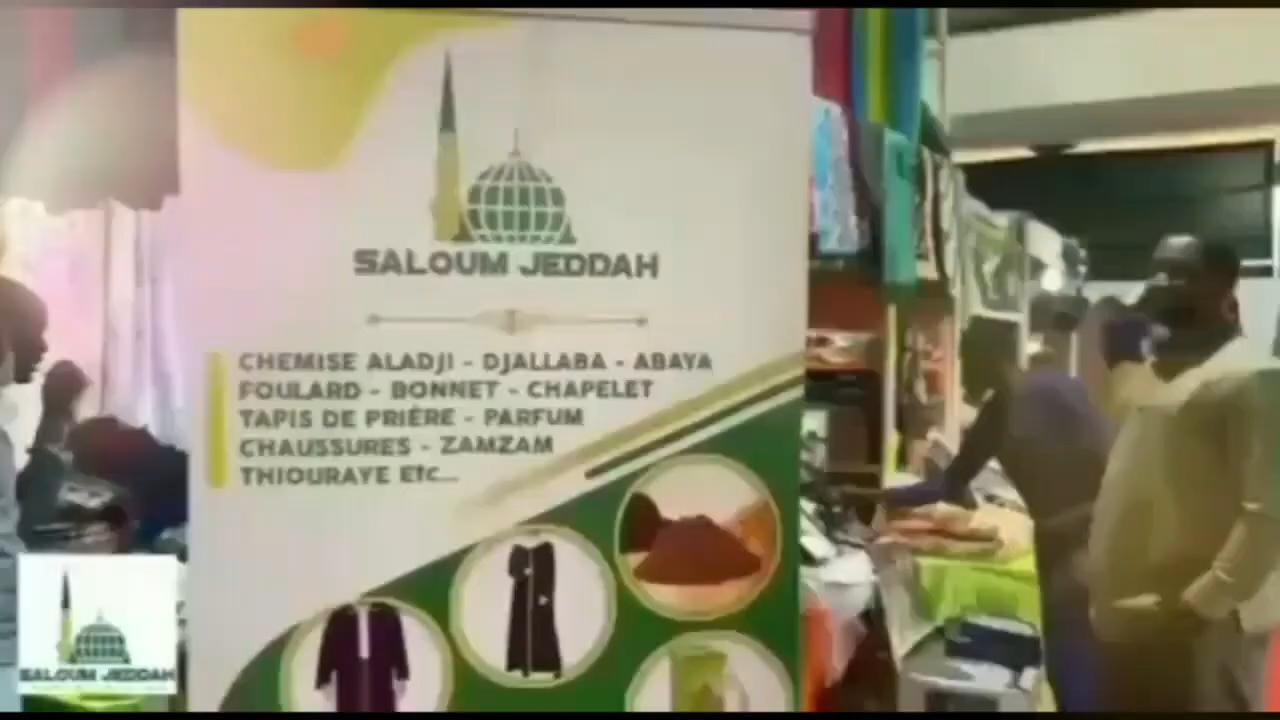 SALOUM JEDDAH
CHEMISE ALADJI - DJALLABA - ABAYA
FOULARD - BONNET - CHAPELET
TAPIS DE PRIÈRE - PARFUM
CHAUSSURES - ZAMZAM
THIOURAYE Etc...
SALOUM JEDDAH